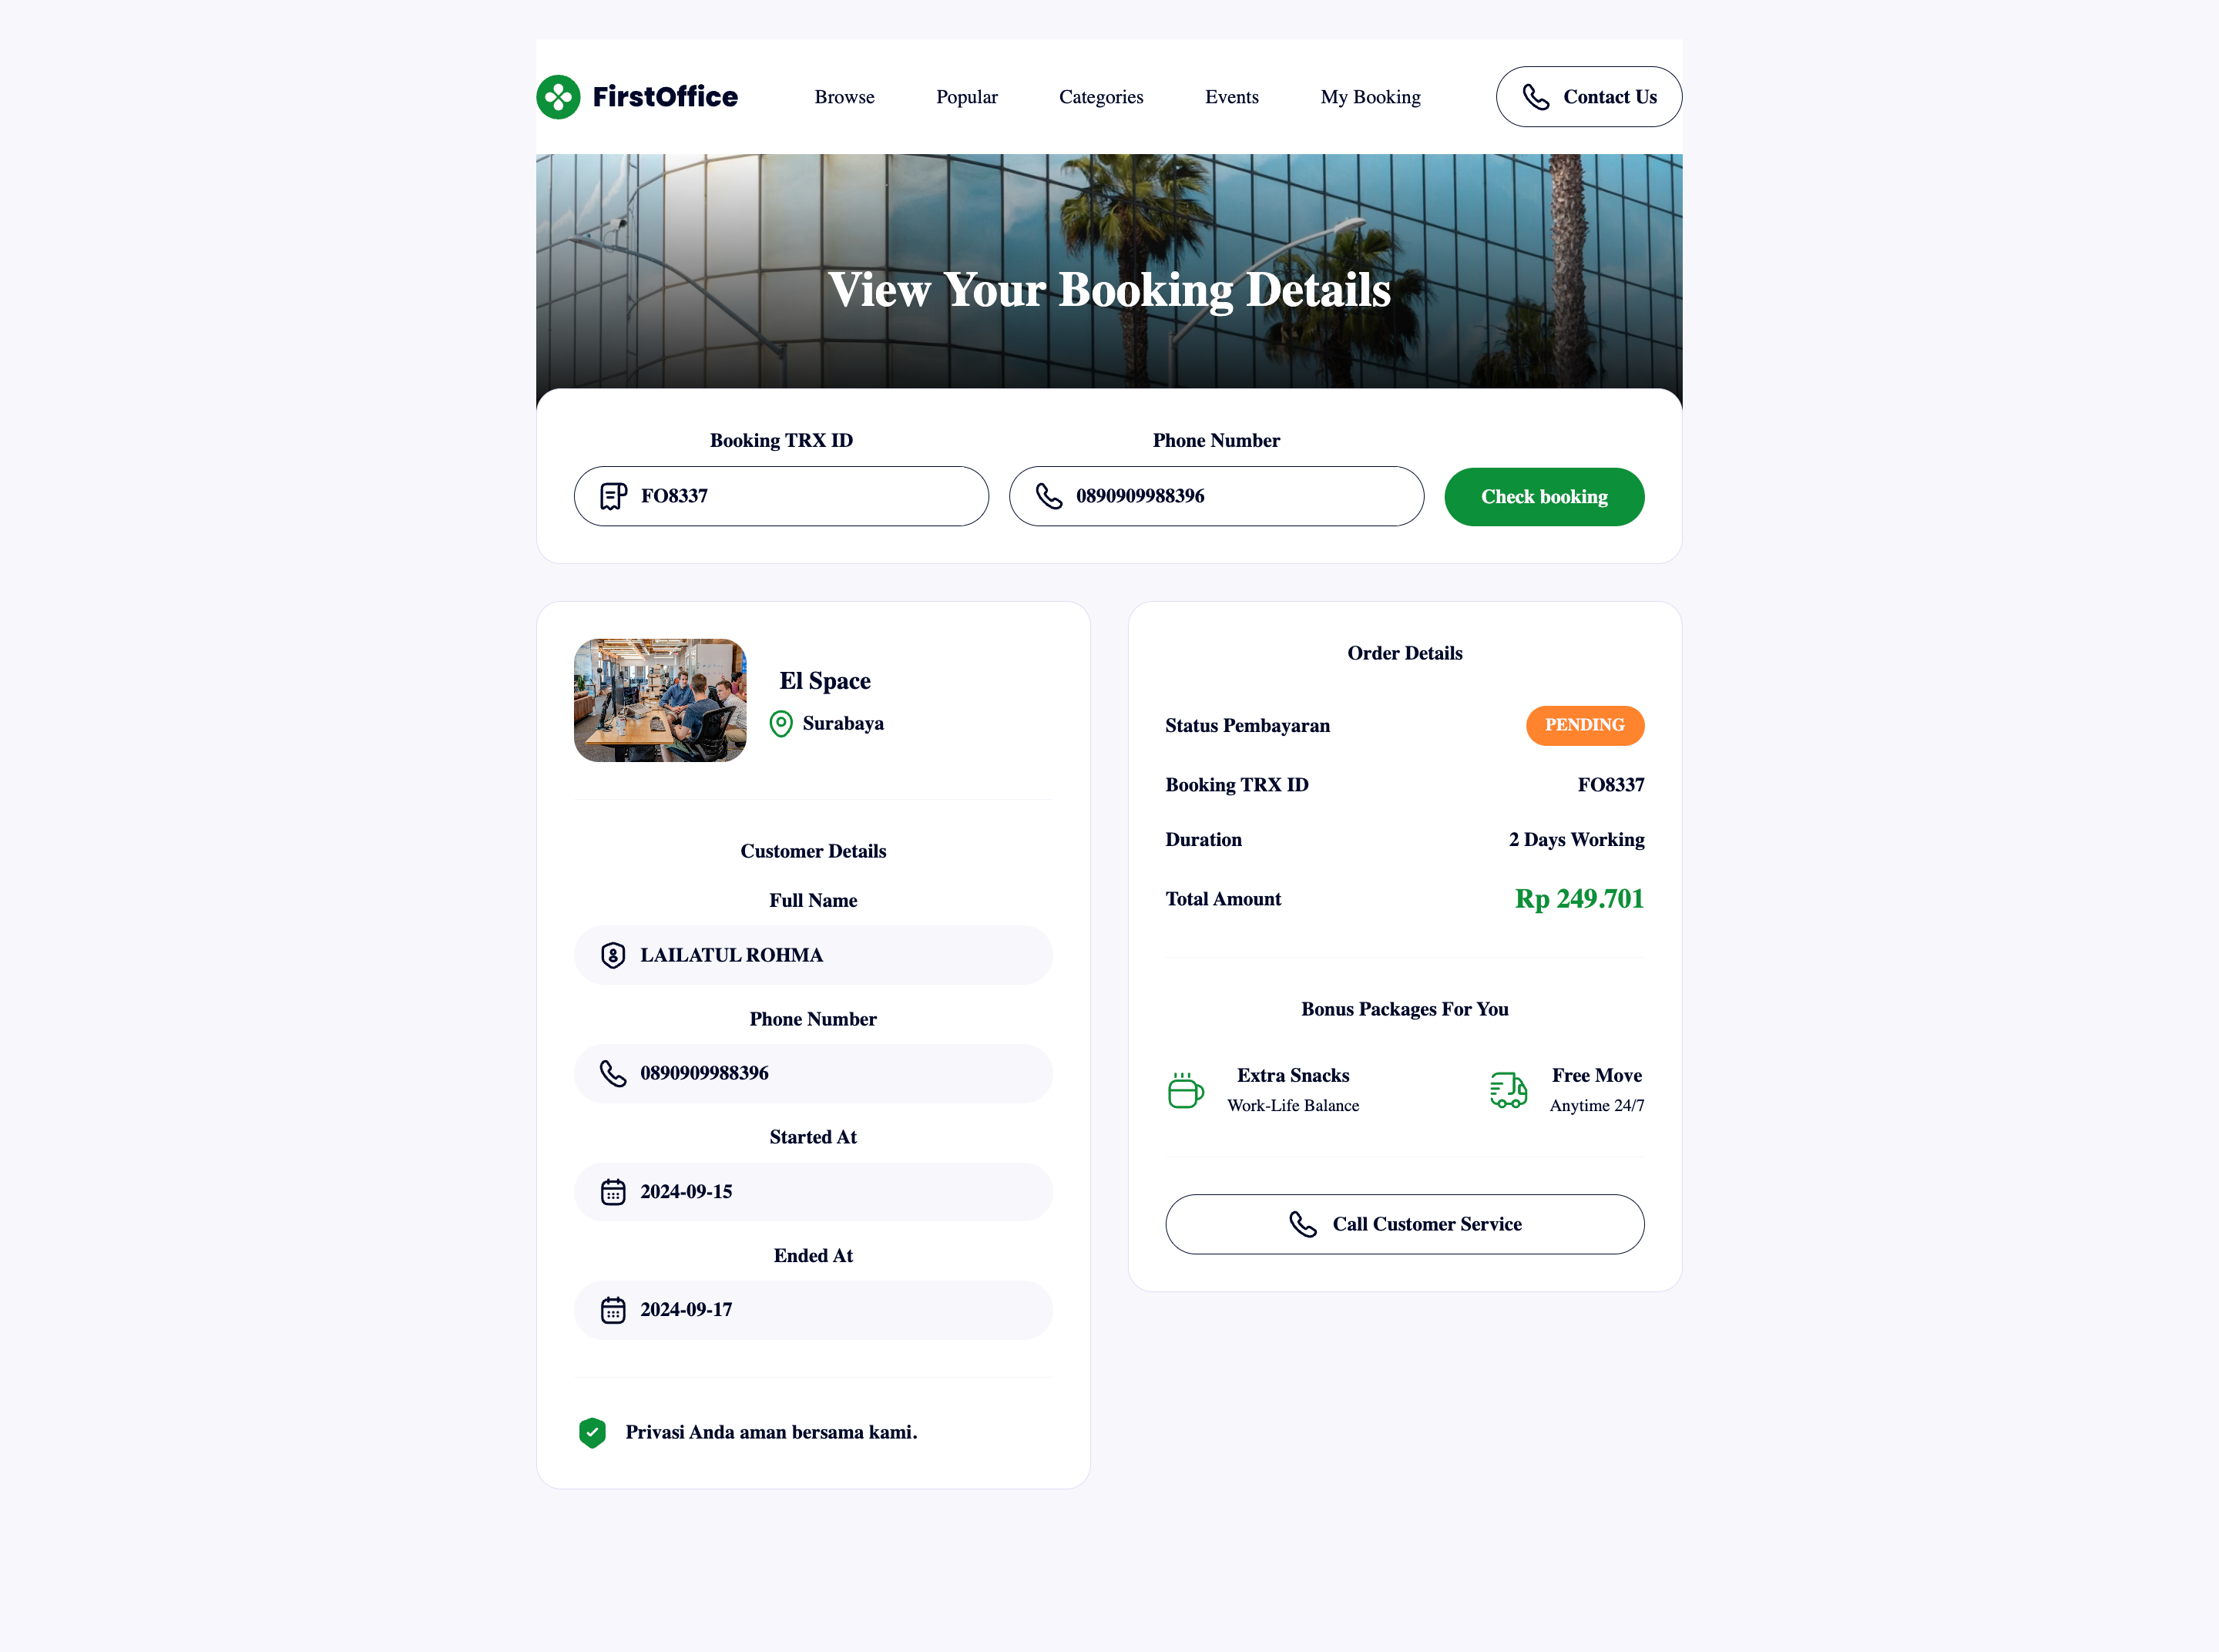 FirstOffice
Browse
Popular
Categories
Events
My Booking
Contact Us
View Your Booking Details
Booking TRX ID
FO8337
Phone Number
0890909988396
Check booking
El Space
Surabaya
Customer Details
Full Name
LAILATUL ROHMA
Phone Number
0890909988396
Started At
2024-09-15
Ended At
2024-09-17
Privasi Anda aman bersama kami.
Order Details
Status Pembayaran
PENDING
Booking TRX ID
FO8337
Duration
2 Days Working
Total Amount
Rp 249.701
Bonus Packages For You
Extra Snacks
Work-Life Balance
Free Move
Anytime 24/7
Call Customer Service